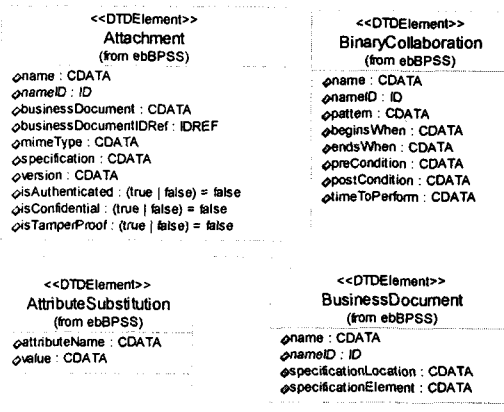 <<DTDElement>>
Attachment
(from ebBPSS)
name : CDATA
nameID : ID
businessDocument : CDATA
businessDocumentIDRef : IDREF
mimeType : CDATA
specification : CDATA
version : CDATA
isAuthenticated : (true | false) = false
isConfidential : (true | false) = false
isTamperProof : (true | false) = false
<<DTDElement>>
BinaryCollaboration
(from ebBPSS)
name : CDATA
nameID : ID
pattern : CDATA
beginsWhen : CDATA
endsWhen : CDATA
preCondition : CDATA
postCondition : CDATA
timeToPerform : CDATA
<<DTDElement>>
AttributeSubstitution
(from ebBPSS)
attributeName : CDATA
value : CDATA
<<DTDElement>>
BusinessDocument
(from ebBPSS)
name : CDATA
nameID : ID
specificationLocation : CDATA
specificationElement : CDATA